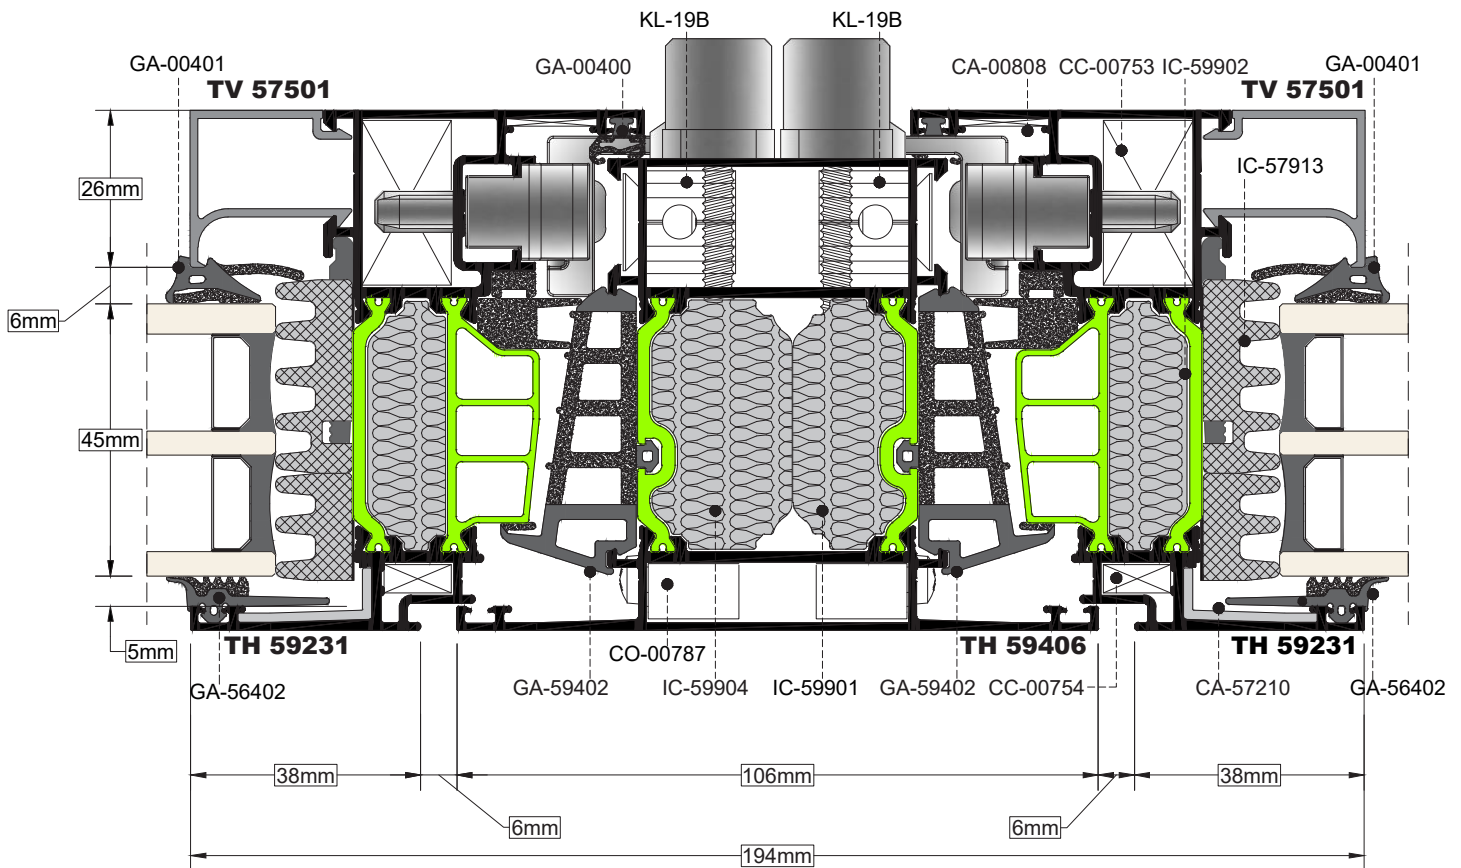 KL-19B
KL-19B
GA-00401
GA-00400
CA-00808
CC-00753
IC-59902
GA-00401
TV 57501
TV 57501
IC-57913
26mm
6mm
45mm
5mm
TH 59231
CO-00787
TH 59406
TH 59231
GA-56402
GA-59402
IC-59904
IC-59901
GA-59402
CC-00754
CA-57210
GA-56402
38mm
106mm
38mm
6mm
6mm
194mm